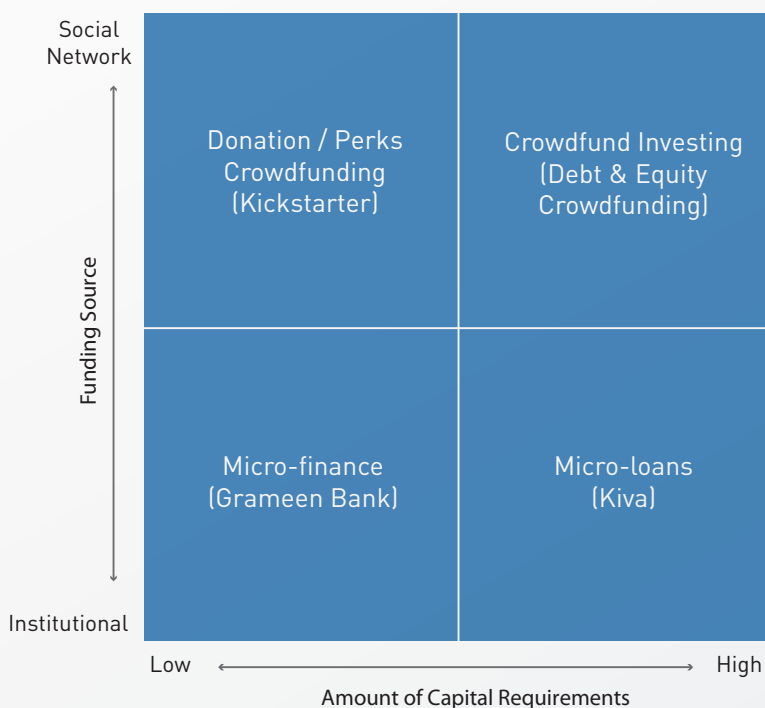 Social
Network
Donation / Perks
Crowdfunding
(Kickstarter)
Crowdfund Investing
(Debt & Equity
Crowdfunding)
Funding Source
Micro-finance
(Grameen Bank)
Micro-loans
(Kiva)
Institutional
Low
High
Amount of Capital Requirements